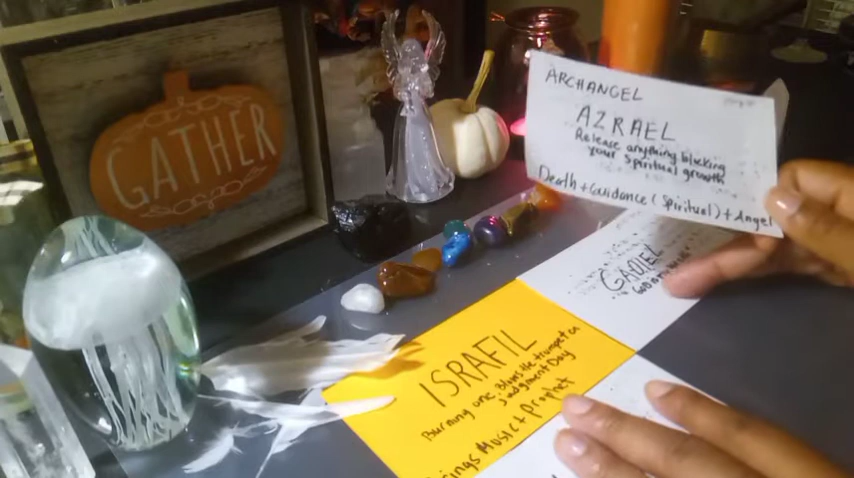 GATHER
ARCHANGEL
AZRAEL
Release anything blocking
your spiritual growth
Death + Guidance (Spiritual) + Angel
GADIEL
ISRAFIL
Burning one Blows the trumpet on
Judgment Day
Music + Prophet